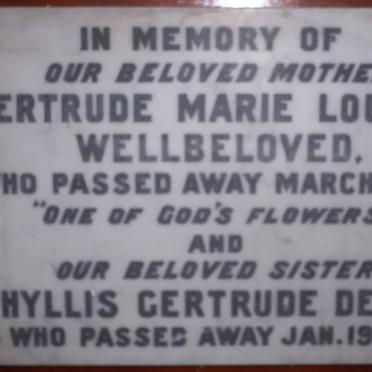 IN MEMORY OF
OUR BELOVED MOTHE
ERTRUDE MARIE LOU
WELLBELOVED,
HO PASSED AWAY MARCH
"ONE OF GOD'S FLOWERS
AND
OUR BELOVED SISTER
HYLLIS GERTRUDE DE
WHO PASSED AWAY JAN. 19